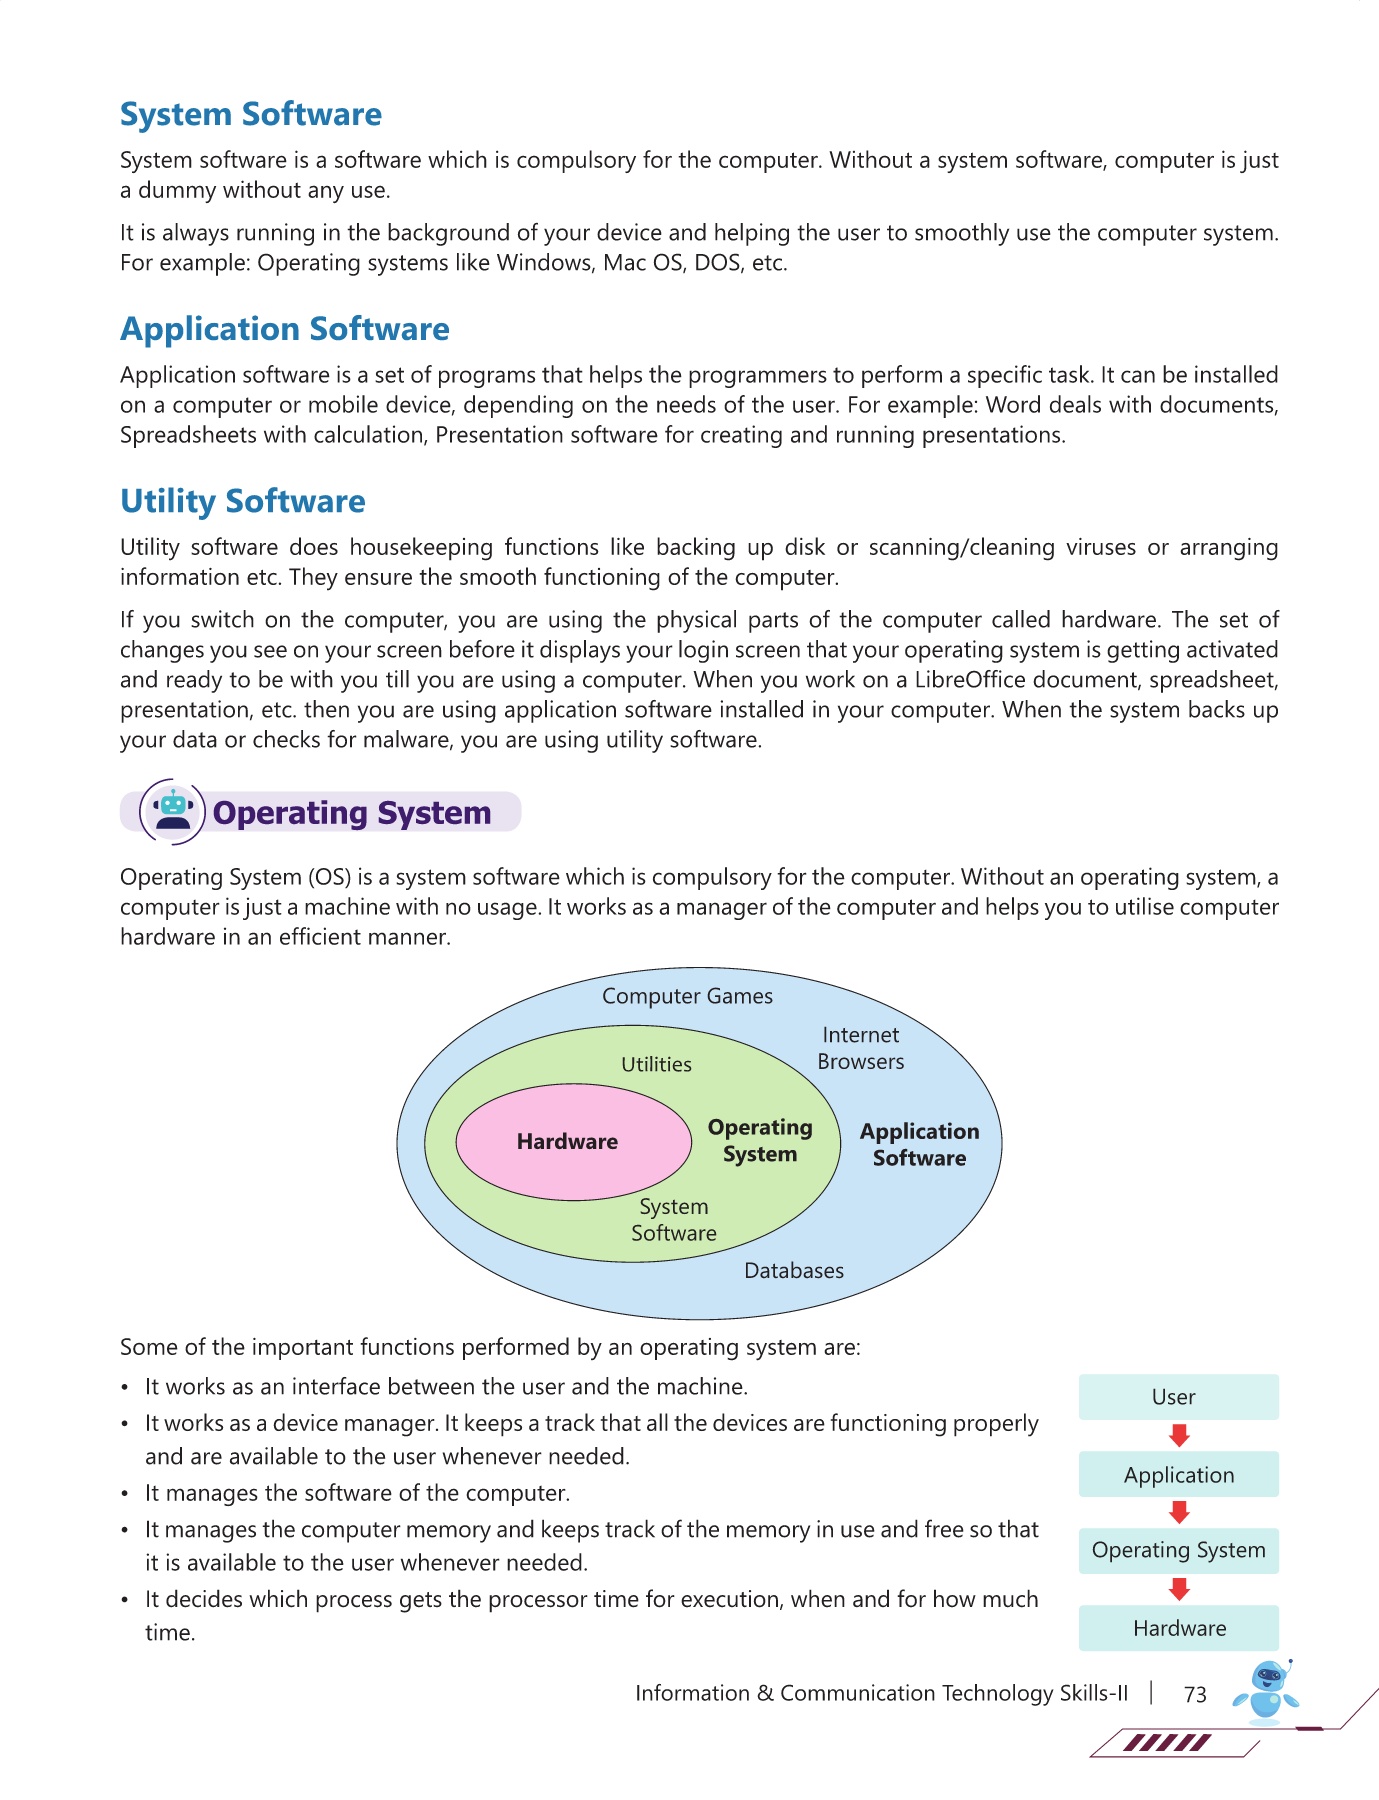 System Software
System software is a software which is compulsory for the computer. Without a system software, computer is just
a dummy without any use.
It is always running in the background of your device and helping the user to smoothly use the computer system.
For example: Operating systems like Windows, Mac OS, DOS, etc.
Application Software
Application software is a set of programs that helps the programmers to perform a specific task. It can be installed
on a computer or mobile device, depending on the needs of the user. For example: Word deals with documents,
Spreadsheets with calculation, Presentation software for creating and running presentations.
Utility Software
Utility software does housekeeping functions like backing up disk or scanning/cleaning viruses or arranging
information etc. They ensure the smooth functioning of the computer.
If you switch on the computer, you are using the physical parts of the computer called hardware. The set of
changes you see on your screen before it displays your login screen that your operating system is getting activated
and ready to be with you till you are using a computer. When you work on a LibreOffice document, spreadsheet,
presentation, etc. then you are using application software installed in your computer. When the system backs up
your data or checks for malware, you are using utility software.
Operating System
Operating System (OS) is a system software which is compulsory for the computer. Without an operating system, a
computer is just a machine with no usage. It works as a manager of the computer and helps you to utilise computer
hardware in an efficient manner.
Computer Games
Internet
Browsers
Utilities
Hardware
Operating
System
Application
Software
System
Software
Databases
Some of the important functions performed by an operating system are:
• It works as an interface between the user and the machine.
• It works as a device manager. It keeps a track that all the devices are functioning properly
and are available to the user whenever needed.
• It manages the software of the computer.
• It manages the computer memory and keeps track of the memory in use and free so that
it is available to the user whenever needed.
• It decides which process gets the processor time for execution, when and for how much
time.
User
Application
Operating System
Hardware
Information & Communication Technology Skills-II | 73